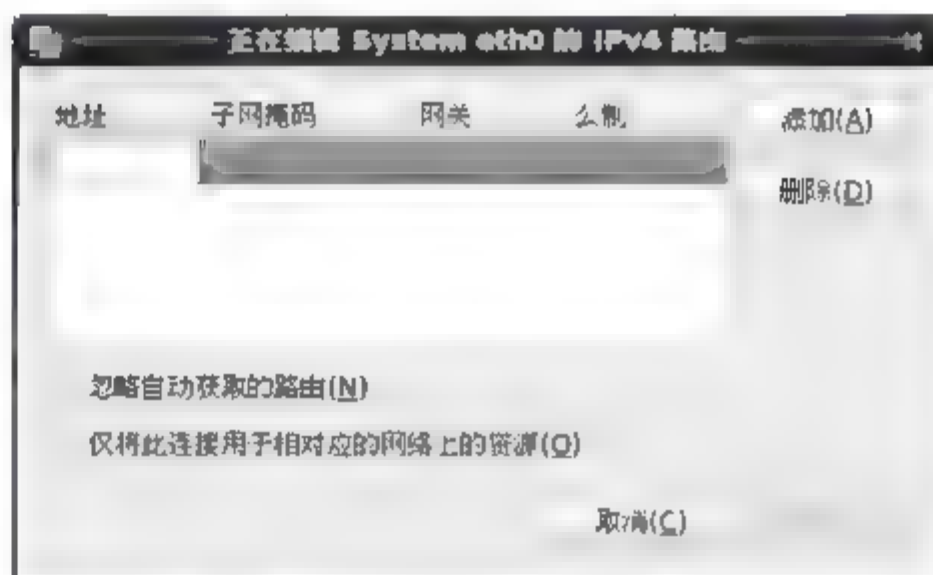 正在编辑 System eth0 的 IPv4 路由
地址 子网掩码 网关 公制 添加(A)
删除(D)
忽略自动获取的路由(N)
仅将此连接用于相对应的网络上的资源(O)
取消(C)